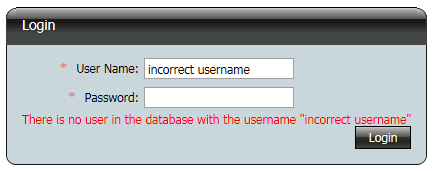 Login
* User Name: incorrect username
* Password:
There is no user in the database with the username "incorrect username"
Login